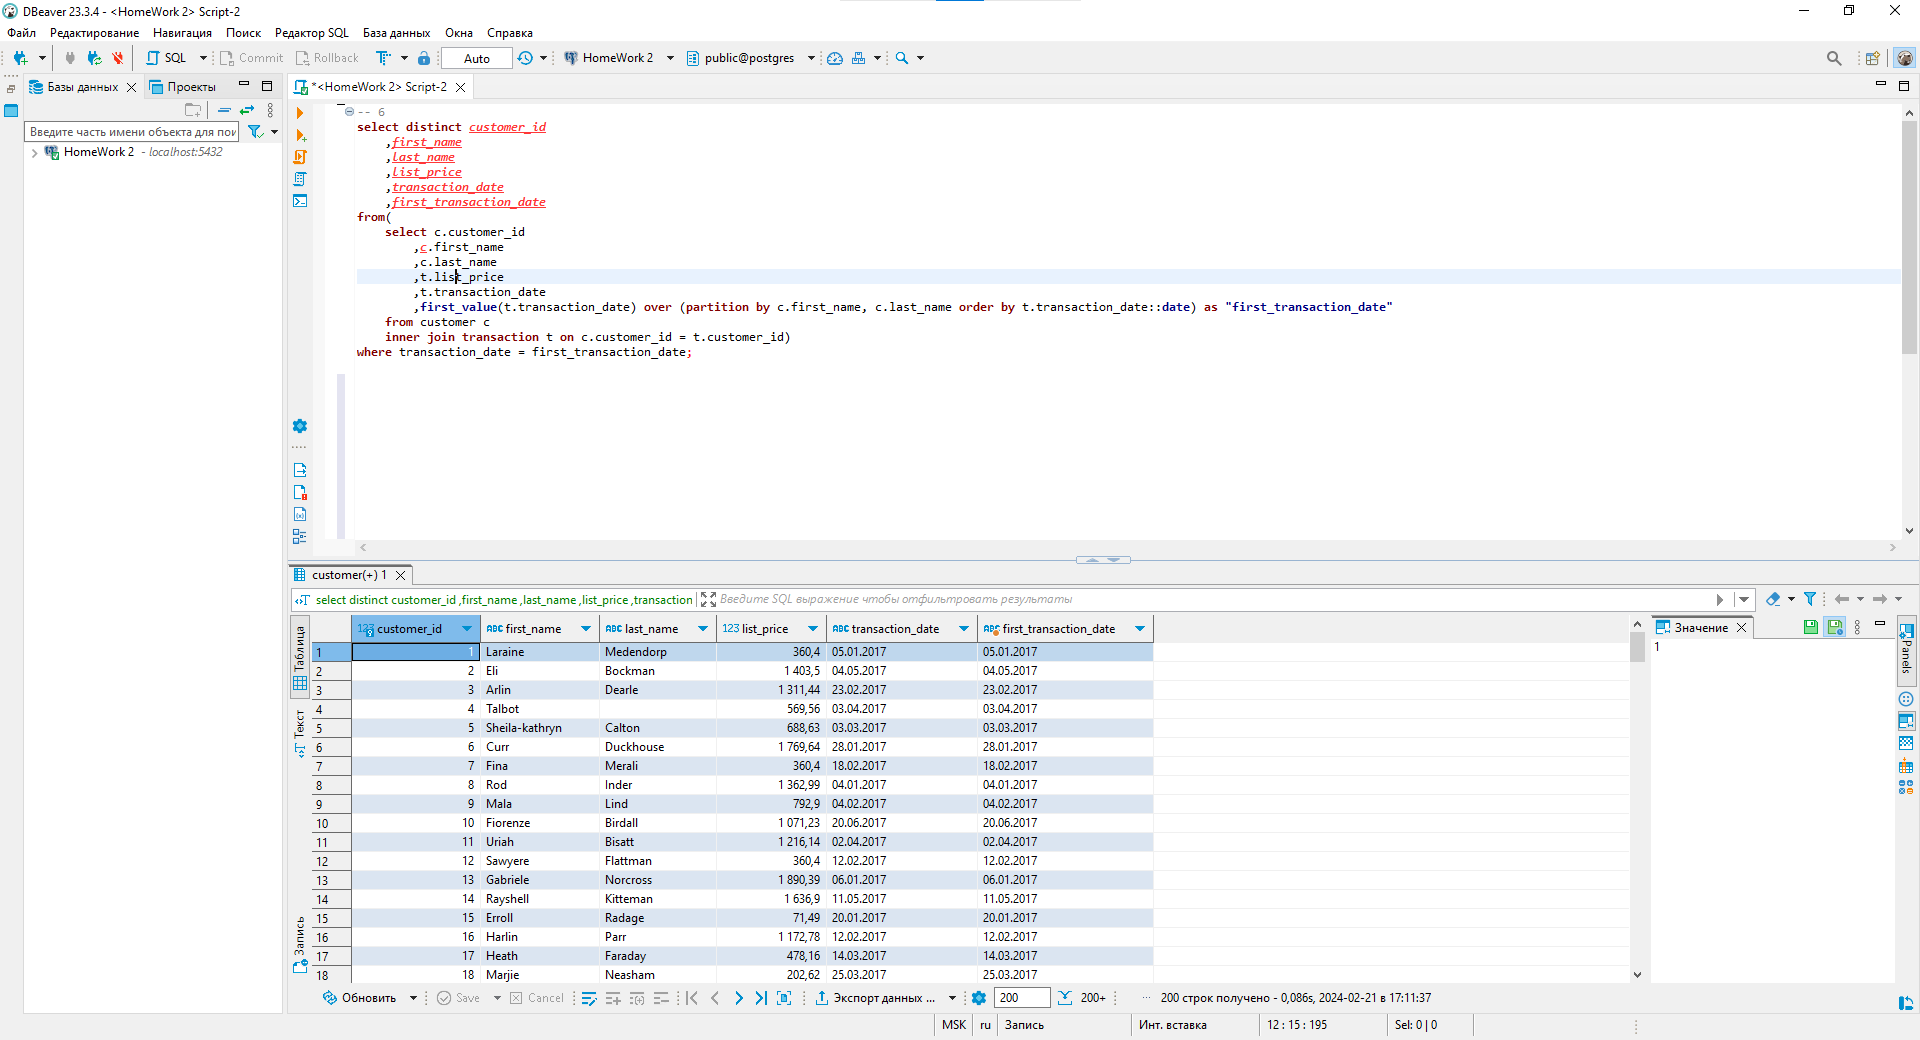 DBeaver 23.3.4 - <HomeWork 2> Script-2
Файл Редактирование Навигация Поиск Редактор SQL База данных Окна Справка
SQL Commit Rollback Auto HomeWork 2 public@postgres
Базы данных Проекты
Введите часть имени объекта для пои
HomeWork 2 - localhost:5432
*<HomeWork 2> Script-2
-- 6
select distinct customer_id
,first_name
,last_name
,list_price
,transaction_date
,first_transaction_date
from(
select c.customer_id
,c.first_name
,c.last_name
,t.list_price
,t.transaction_date
,first_value(t.transaction_date) over (partition by c.first_name, c.last_name order by t.transaction_date::date) as "first_transaction_date"
from customer c
inner join transaction t on c.customer_id = t.customer_id)
where transaction_date = first_transaction_date;
customer(+) 1
select distinct customer_id ,first_name ,last_name ,list_price ,transaction
Введите SQL выражение чтобы отфильтровать результаты
Таблица
Текст
Запись
123 customer_id ABC first_name ABC last_name 123 list_price ABC transaction_date ABC first_transaction_date
1 1 Laraine Medendorp 360,4 05.01.2017 05.01.2017
2 2 Eli Bockman 1 403,5 04.05.2017 04.05.2017
3 3 Arlin Dearle 1 311,44 23.02.2017 23.02.2017
4 4 Talbot 569,56 03.04.2017 03.04.2017
5 5 Sheila-kathryn Calton 688,63 03.03.2017 03.03.2017
6 6 Curr Duckhouse 1 769,64 28.01.2017 28.01.2017
7 7 Fina Merali 360,4 18.02.2017 18.02.2017
8 8 Rod Inder 1 362,99 04.01.2017 04.01.2017
9 9 Mala Lind 792,9 04.02.2017 04.02.2017
10 10 Fiorenze Birdall 1 071,23 20.06.2017 20.06.2017
11 11 Uriah Bisatt 1 216,14 02.04.2017 02.04.2017
12 12 Sawyere Flattman 360,4 12.02.2017 12.02.2017
13 13 Gabriele Norcross 1 890,39 06.01.2017 06.01.2017
14 14 Rayshell Kitteman 1 636,9 11.05.2017 11.05.2017
15 15 Erroll Radage 71,49 20.01.2017 20.01.2017
16 16 Harlin Parr 1 172,78 12.02.2017 12.02.2017
17 17 Heath Faraday 478,16 14.03.2017 14.03.2017
18 18 Marjie Neasham 202,62 25.03.2017 25.03.2017
Значение
1
Panels
Обновить Save Cancel Экспорт данных ... 200 200+ ... 200 строк получено - 0,086s, 2024-02-21 в 17:11:37
MSK ru Запись Инт. вставка 12 : 15 : 195 Sel: 0 | 0